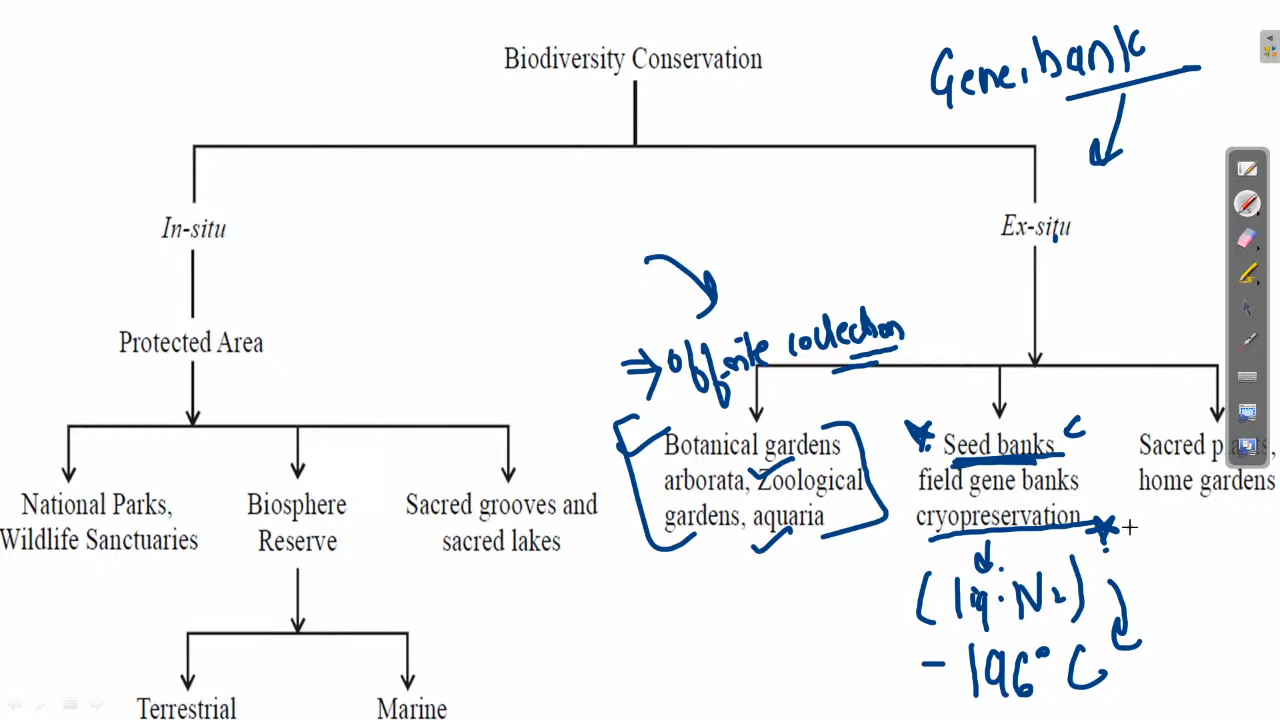 Biodiversity Conservation
Gene, bank
In-situ
Ex-situ
Protected Area
⇒ Off-site collection
Botanical gardens
arborata, Zoological
gardens, aquaria
Seed banks
field gene banks
cryopreservation
Sacred
home gardens
National Parks,
Wildlife Sanctuaries
Biosphere
Reserve
Sacred grooves and
sacred lakes
(liq. N2)
- 196° C
Terrestrial
Marine